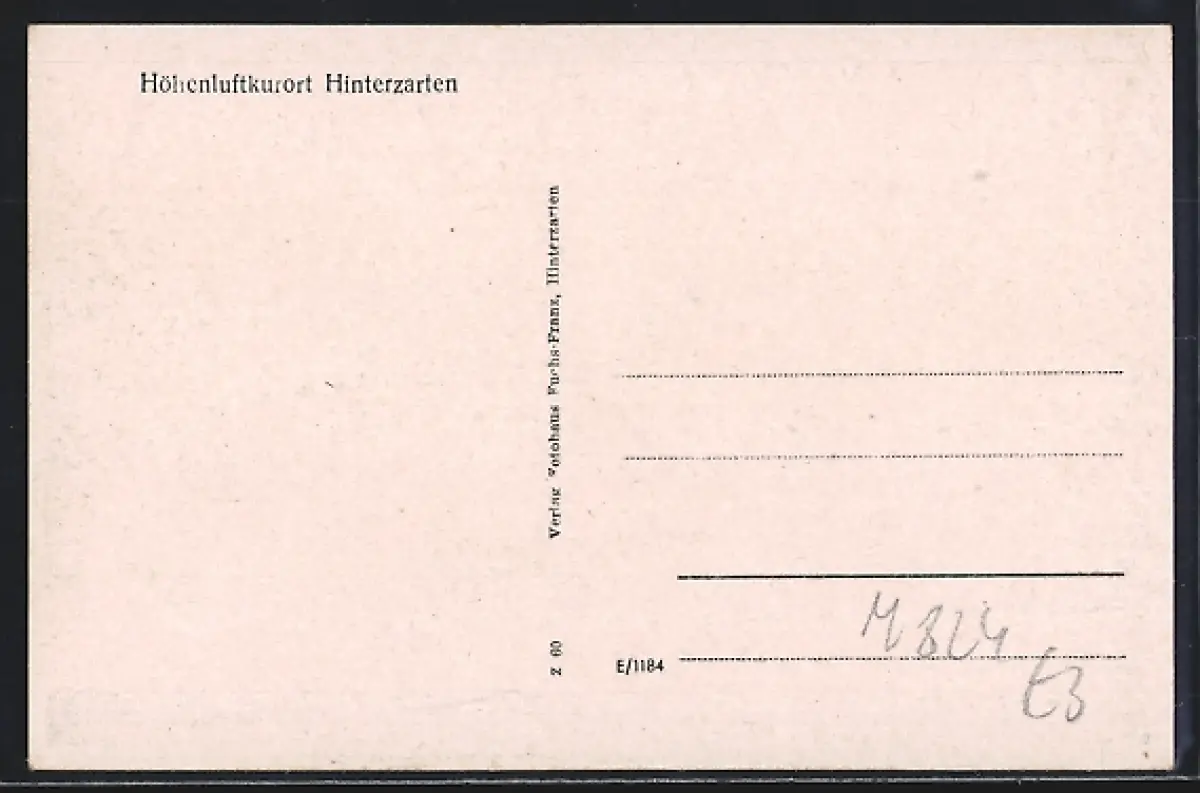 Höhenluftkurort Hinterzarten
Verlag Fotohaus Fuchs-Franz, Hinterzarten
Z 60
E/1184
M 824
E3